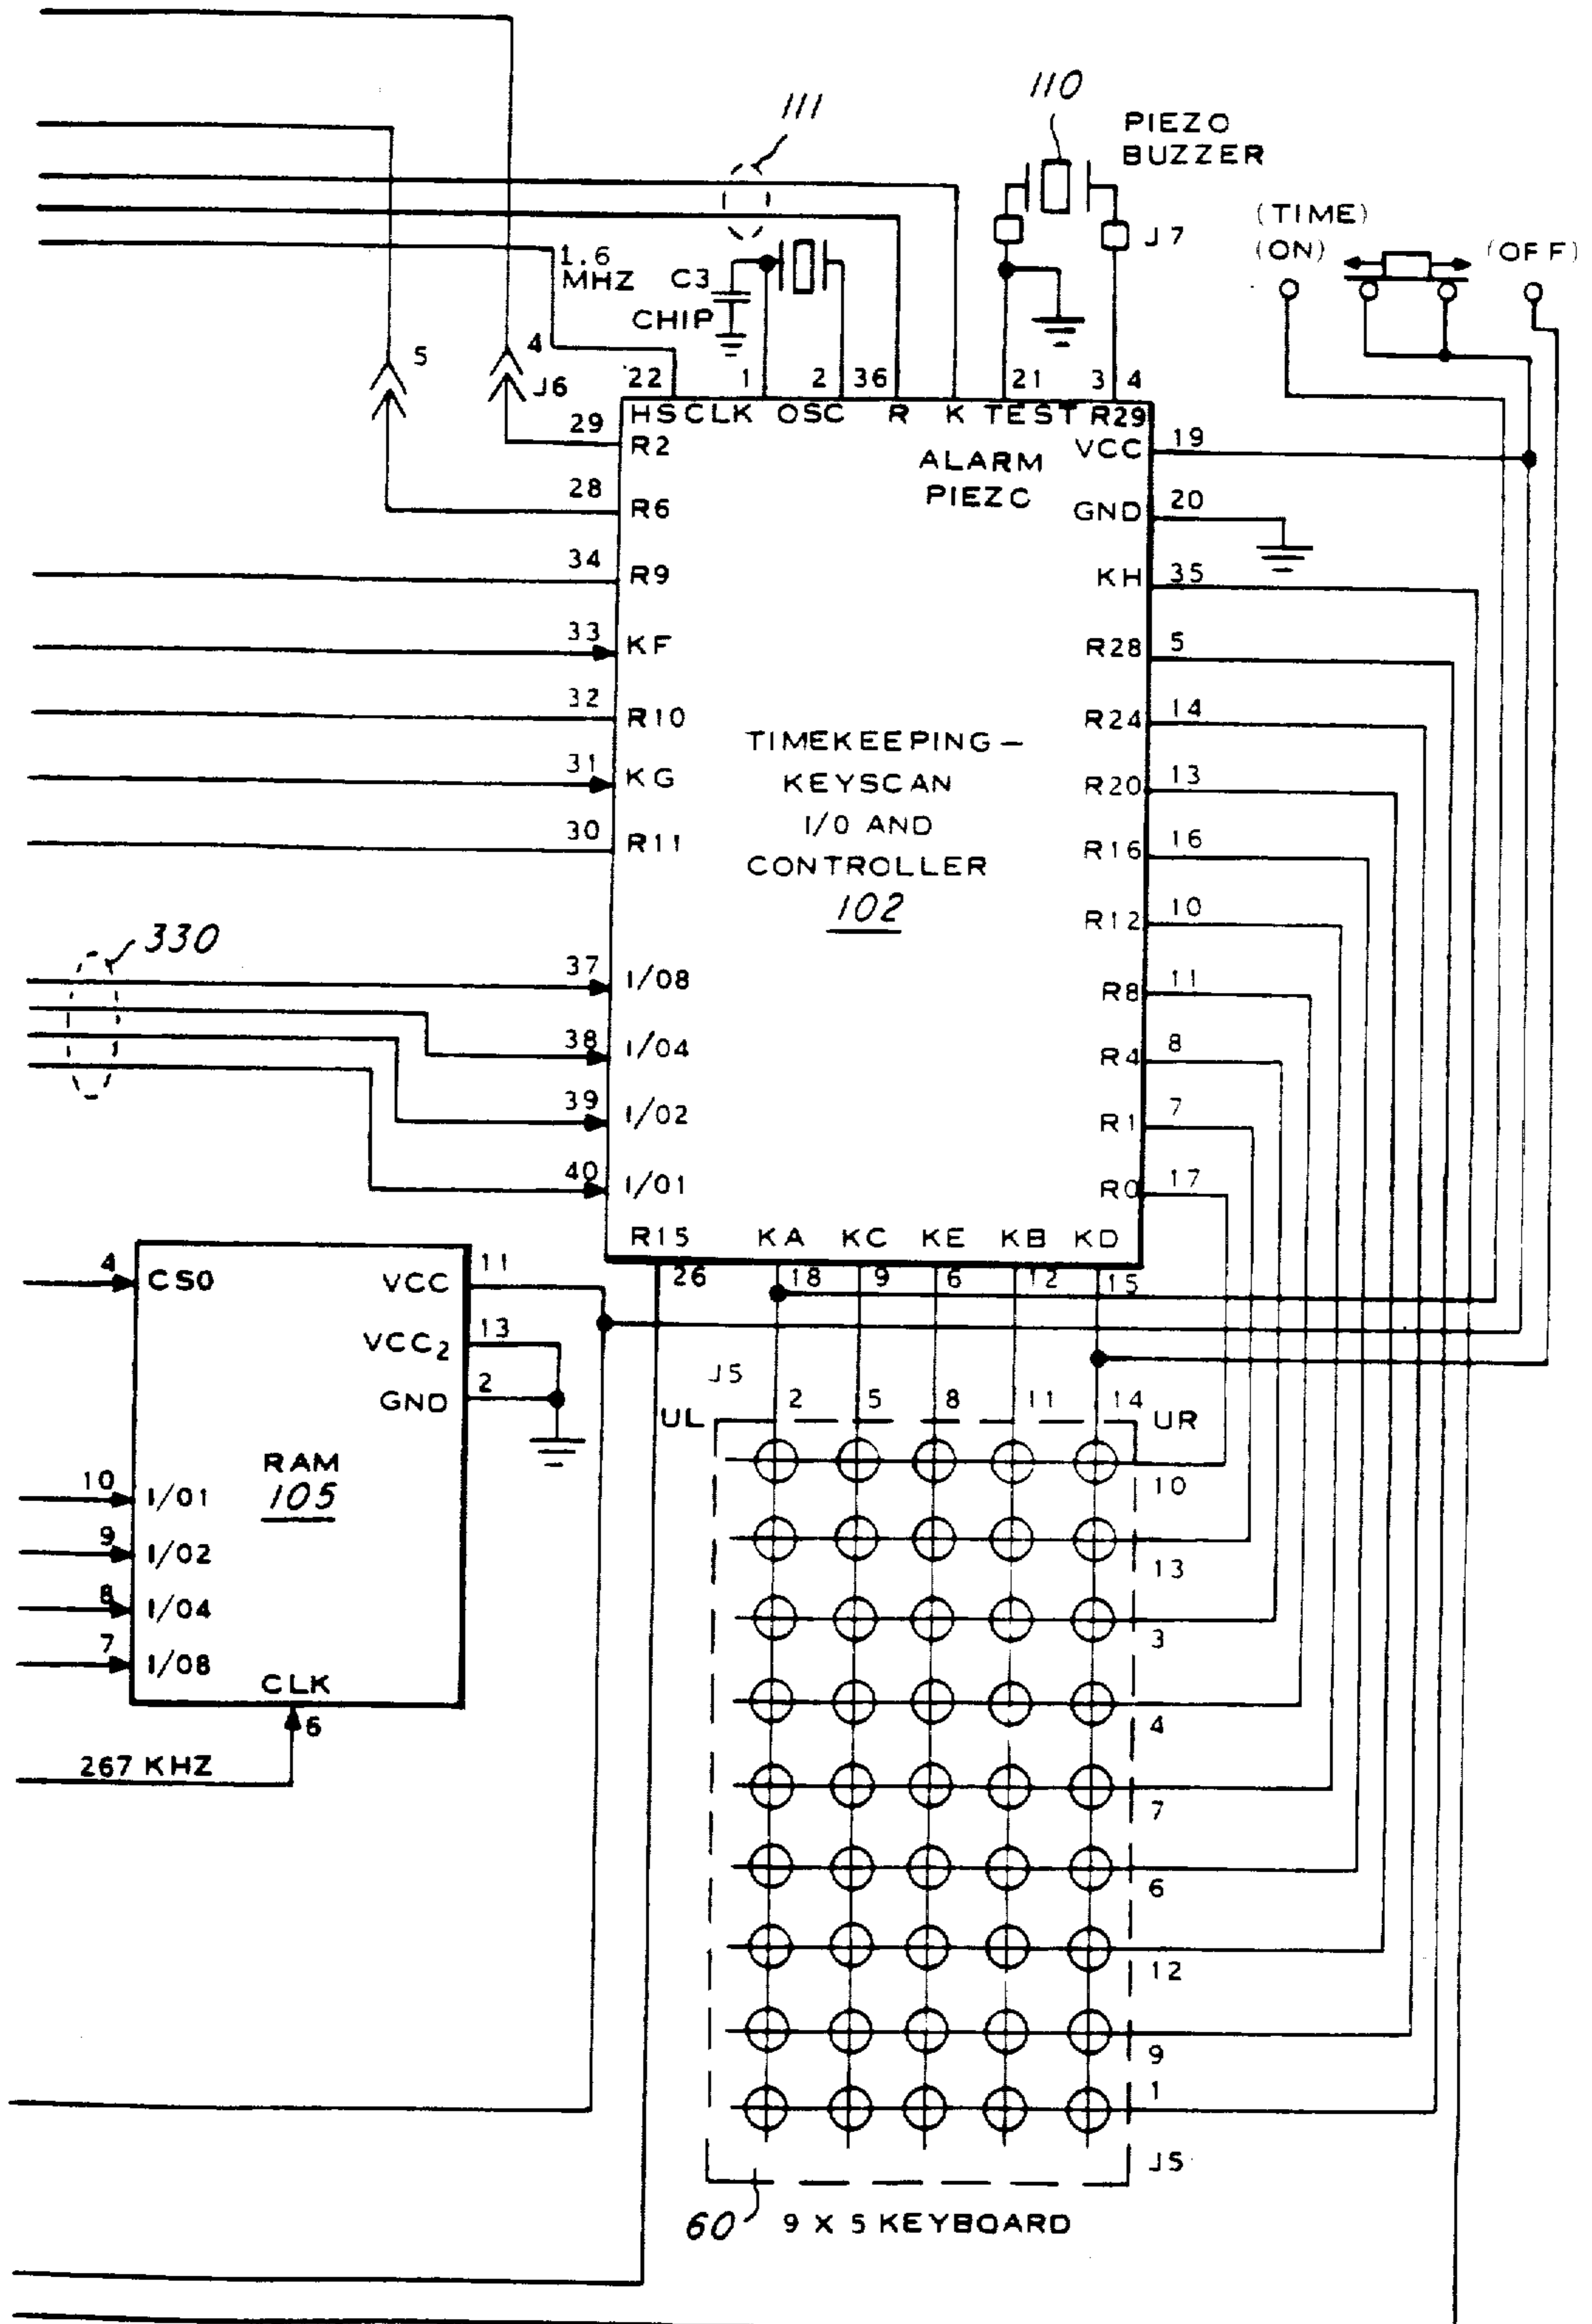 110
111
PIEZO
BUZZER
J7
(TIME)
(ON)
(OFF)
1.6
MHZ
C3
CHIP
5
4
J6
22
1
2
36
21
3
4
HS CLK OSC R K TEST R29
ALARM
PIEZC
29
R2
28
R6
34
R9
33
KF
32
R10
31
KG
30
R11
330
37
I/08
38
I/04
39
I/02
40
I/01
VCC
19
GND
20
KH
35
R28
5
R24
14
R20
13
R16
16
R12
10
R8
11
R4
8
R1
7
R0
17
TIMEKEEPING –
KEYSCAN
I/0 AND
CONTROLLER
102
R15 KA KC KE KB KD
26 18 9 6 12 15
4
CS0
VCC
11
VCC2
13
GND
2
RAM
105
10
I/01
9
I/02
8
I/04
7
I/08
CLK
6
267 KHZ
J5
2 5 8 11 14
UL
UR
10
13
3
4
7
6
12
9
1
J5
60
9 X 5 KEYBOARD